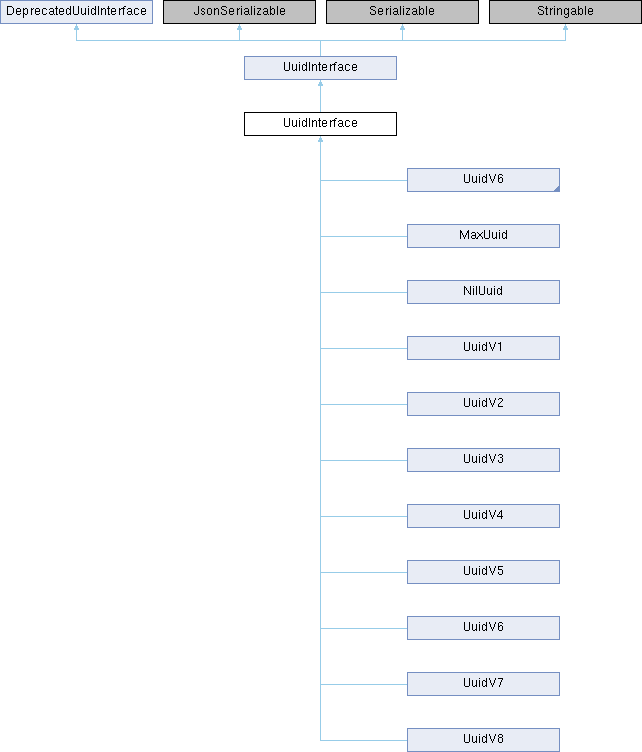 DeprecatedUuidInterface
JsonSerializable
Serializable
Stringable
UuidInterface
UuidInterface
UuidV6
MaxUuid
NilUuid
UuidV1
UuidV2
UuidV3
UuidV4
UuidV5
UuidV6
UuidV7
UuidV8